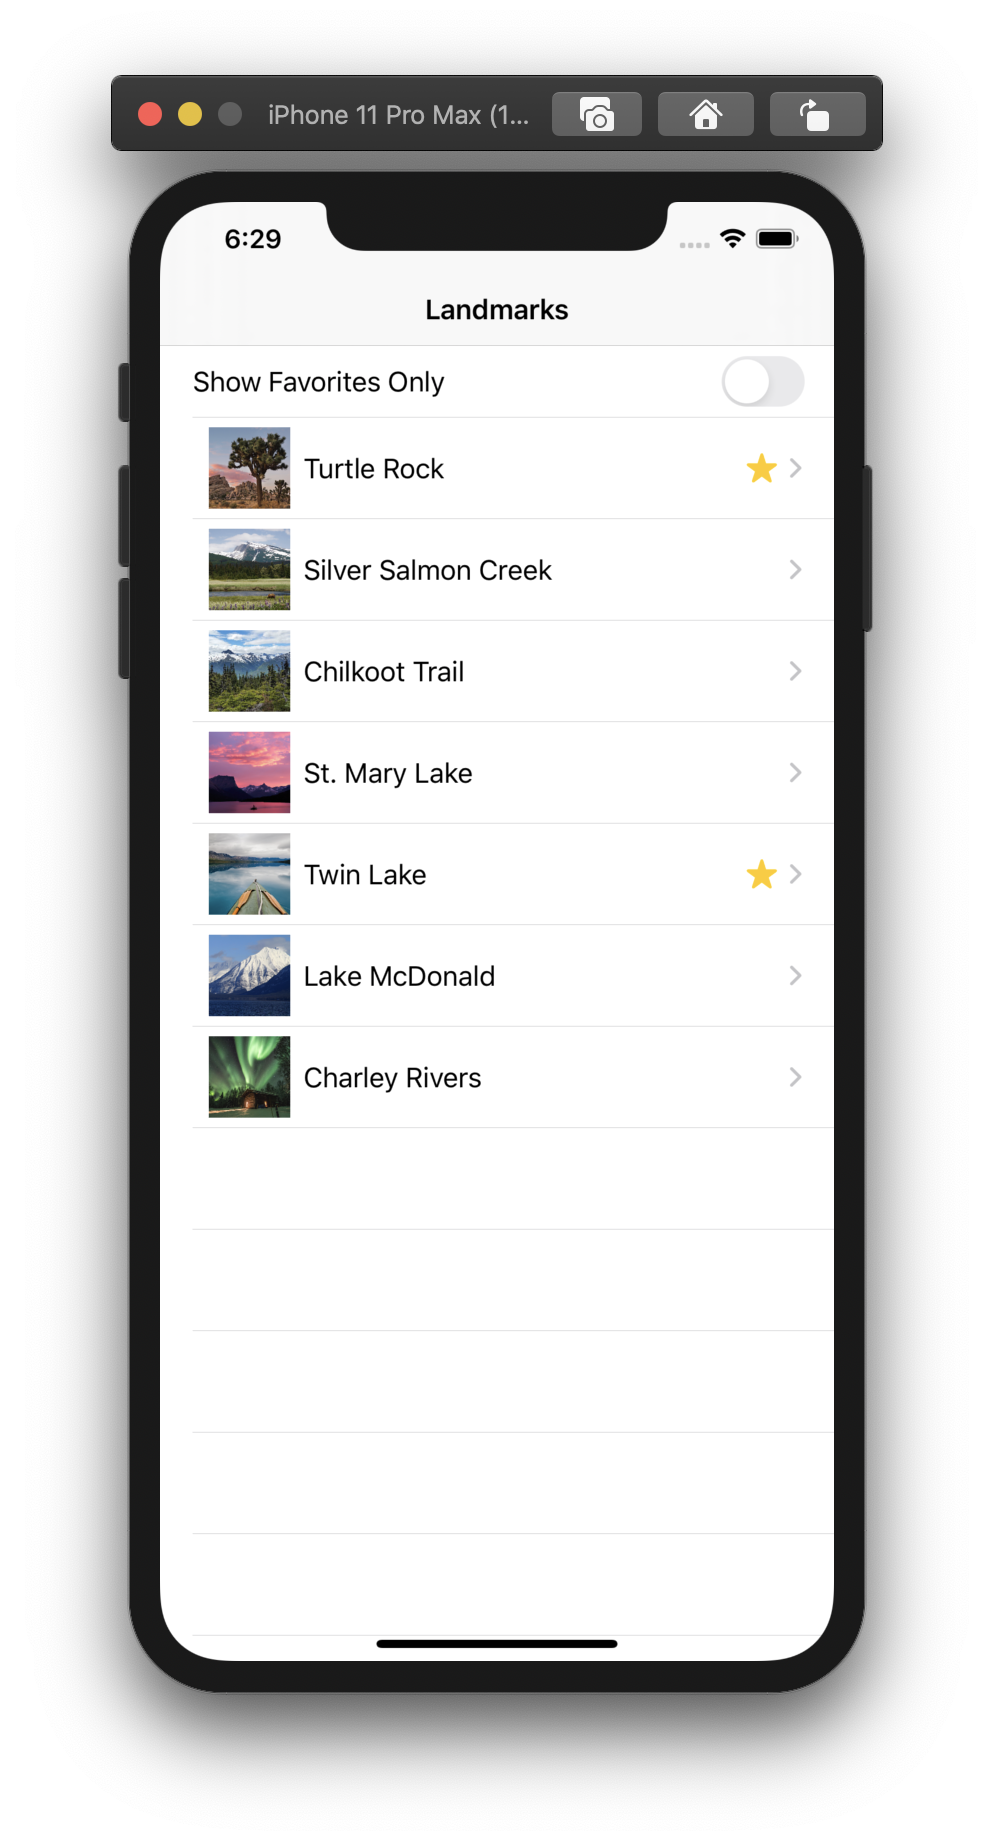 iPhone 11 Pro Max (1...
6:29
Landmarks
Show Favorites Only
Turtle Rock
Silver Salmon Creek
Chilkoot Trail
St. Mary Lake
Twin Lake
Lake McDonald
Charley Rivers